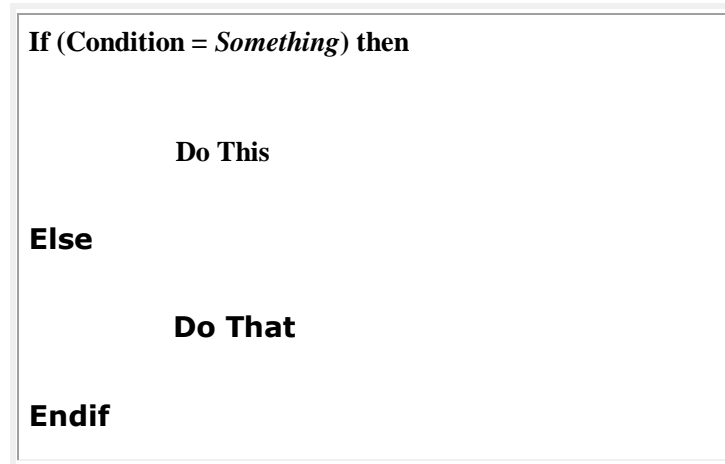 If (Condition = Something) then
Do This
Else
Do That
Endif